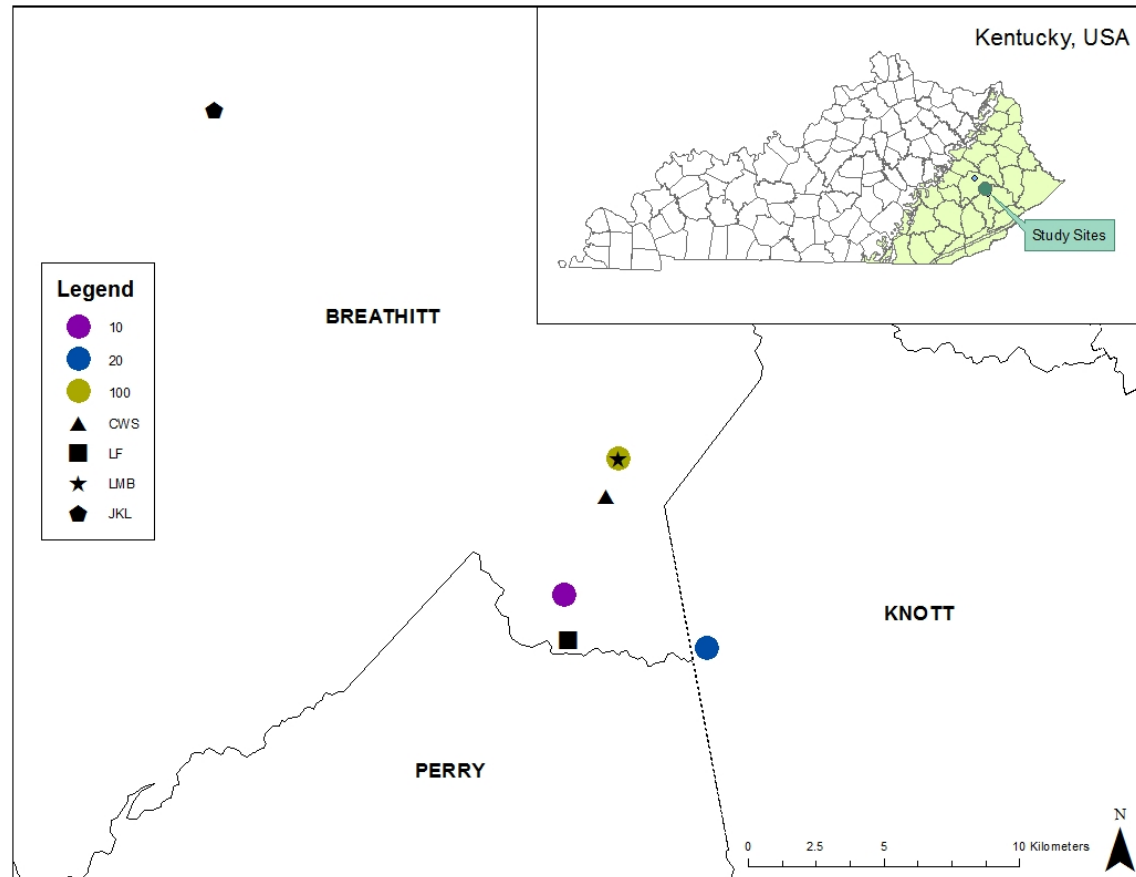 Kentucky, USA
Study Sites
Legend
10
20
100
CWS
LF
LMB
JKL
BREATHITT
KNOTT
PERRY
N
0 2.5 5 10 Kilometers